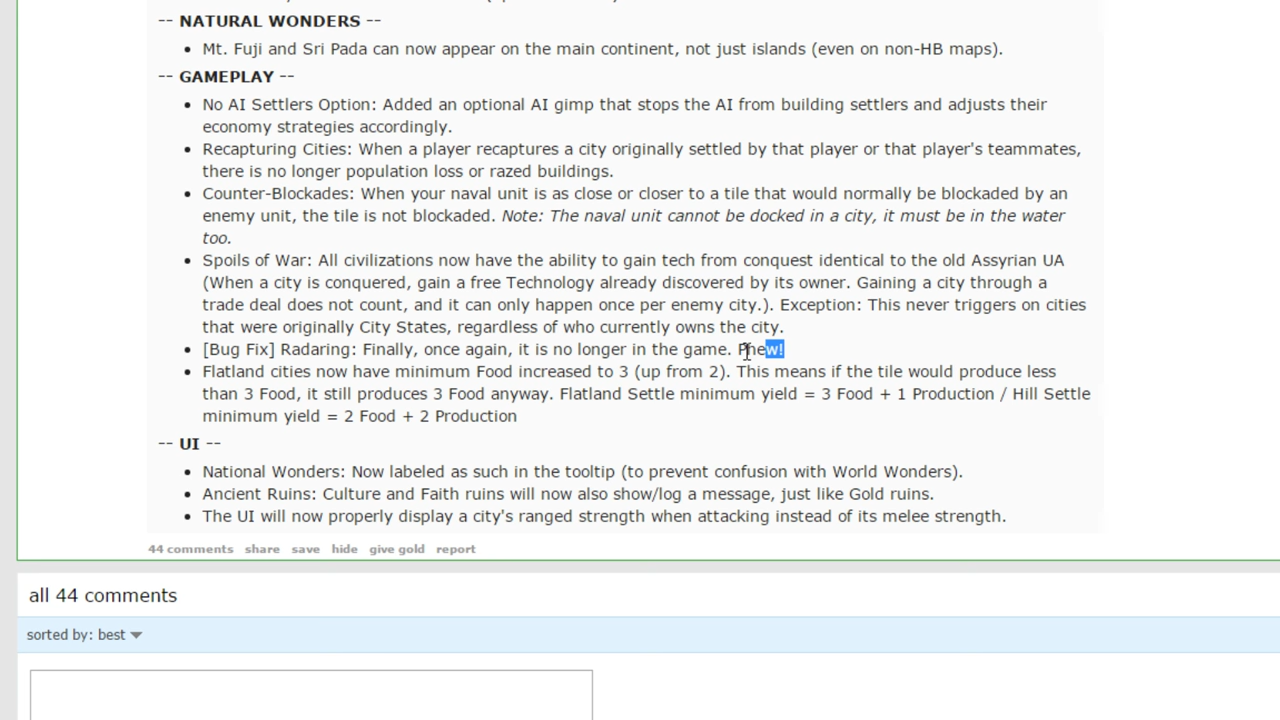 -- NATURAL WONDERS --
• Mt. Fuji and Sri Pada can now appear on the main continent, not just islands (even on non-HB maps).
-- GAMEPLAY --
• No AI Settlers Option: Added an optional AI gimp that stops the AI from building settlers and adjusts their
economy strategies accordingly.
• Recapturing Cities: When a player recaptures a city originally settled by that player or that player's teammates,
there is no longer population loss or razed buildings.
• Counter-Blockades: When your naval unit is as close or closer to a tile that would normally be blockaded by an
enemy unit, the tile is not blockaded. Note: The naval unit cannot be docked in a city, it must be in the water
too.
• Spoils of War: All civilizations now have the ability to gain tech from conquest identical to the old Assyrian UA
(When a city is conquered, gain a free Technology already discovered by its owner. Gaining a city through a
trade deal does not count, and it can only happen once per enemy city.). Exception: This never triggers on cities
that were originally City States, regardless of who currently owns the city.
• [Bug Fix] Radaring: Finally, once again, it is no longer in the game. Phew!
• Flatland cities now have minimum Food increased to 3 (up from 2). This means if the tile would produce less
than 3 Food, it still produces 3 Food anyway. Flatland Settle minimum yield = 3 Food + 1 Production / Hill Settle
minimum yield = 2 Food + 2 Production
-- UI --
• National Wonders: Now labeled as such in the tooltip (to prevent confusion with World Wonders).
• Ancient Ruins: Culture and Faith ruins will now also show/log a message, just like Gold ruins.
• The UI will now properly display a city's ranged strength when attacking instead of its melee strength.
44 comments share save hide give gold report
all 44 comments
sorted by: best